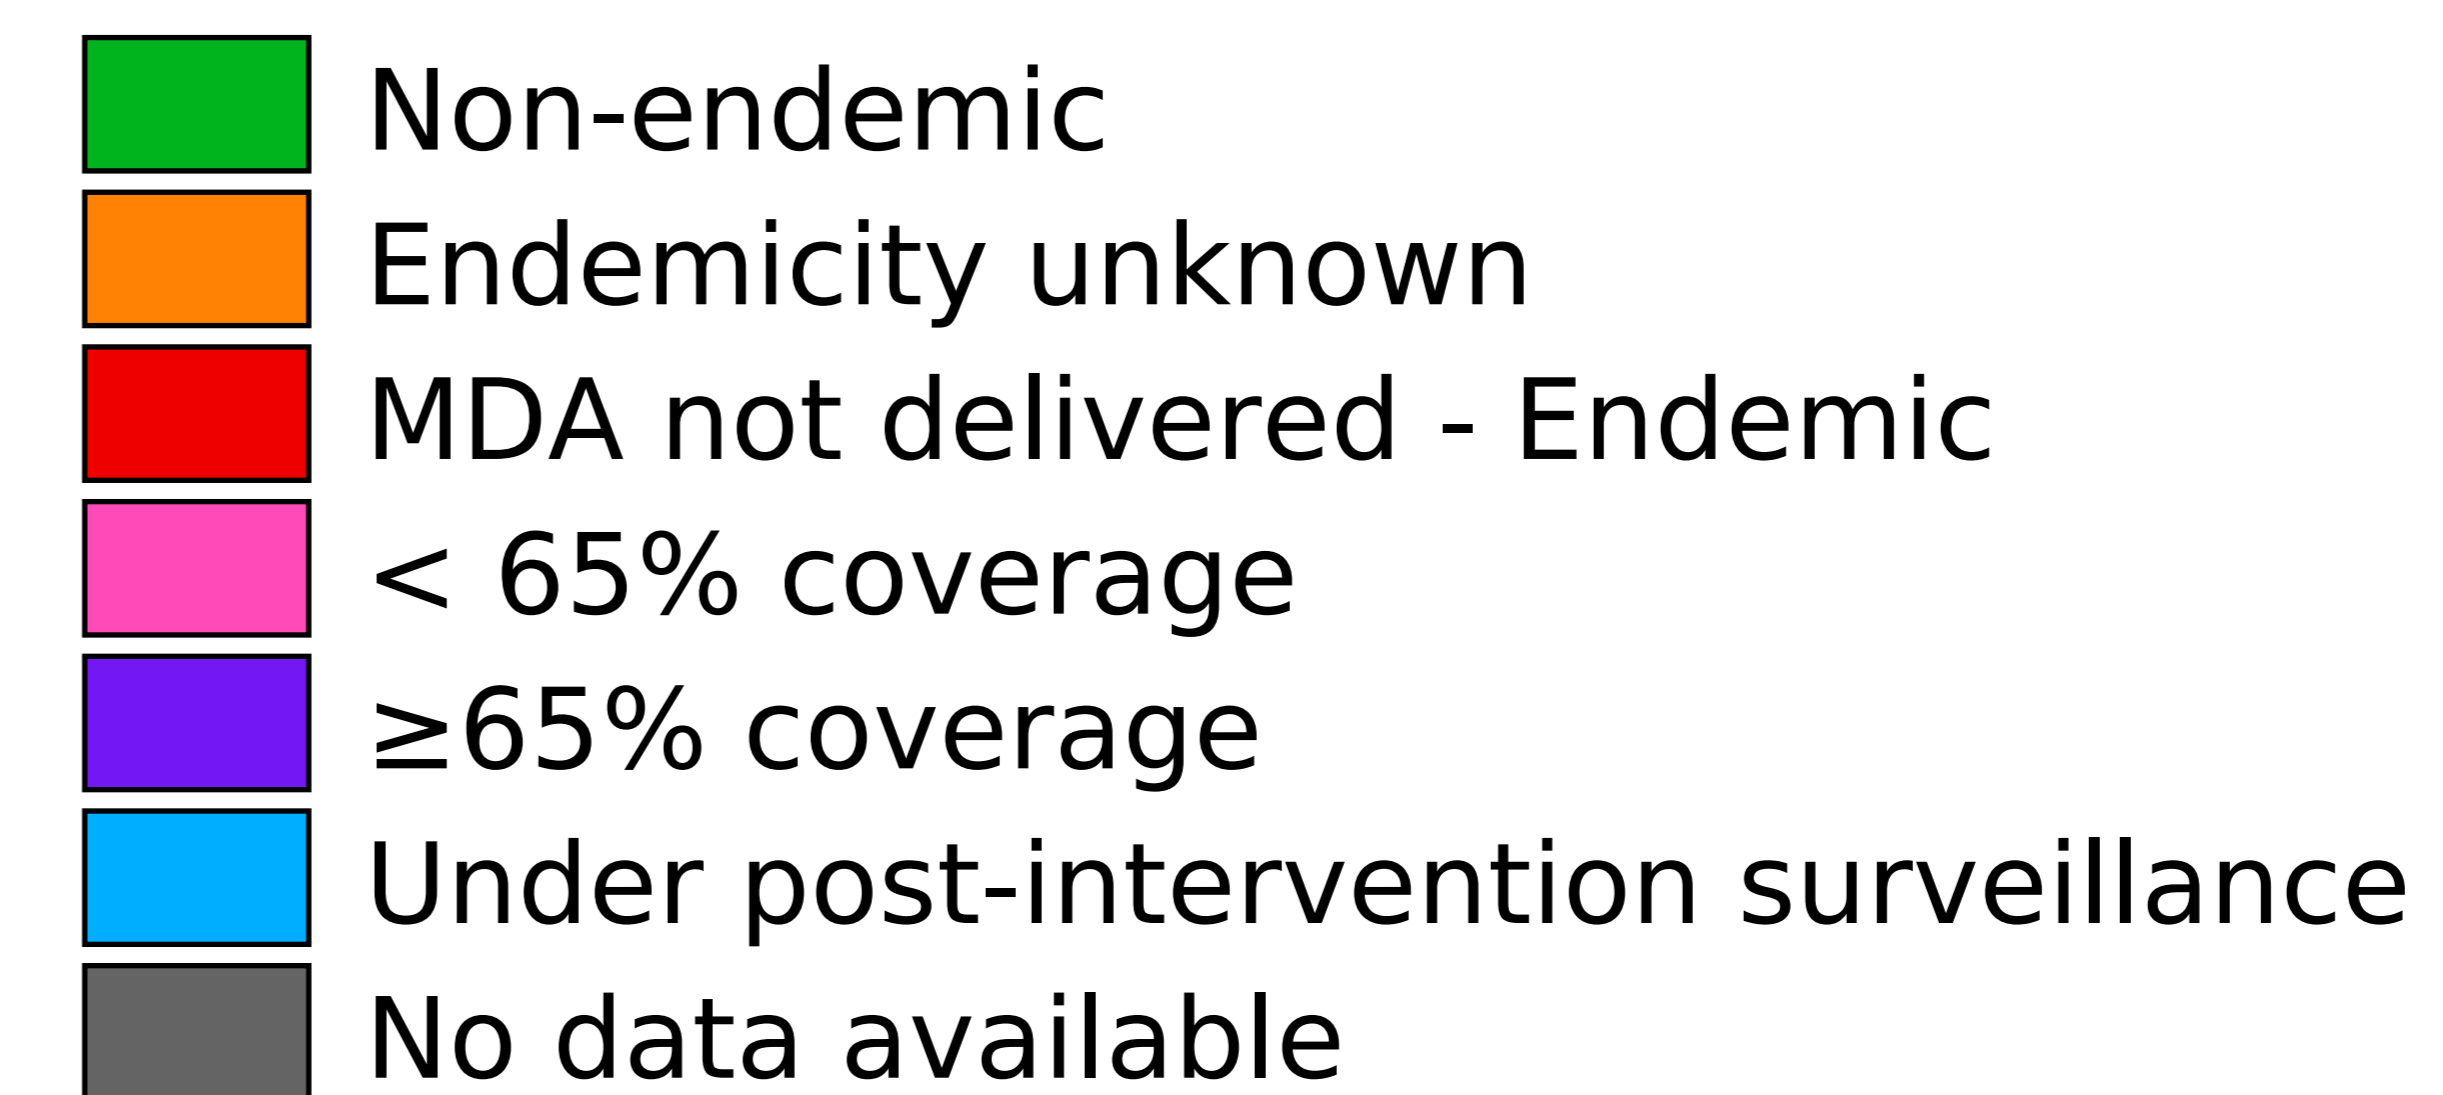 Non-endemic
Endemicity unknown
MDA not delivered - Endemic
< 65% coverage
≥65% coverage
Under post-intervention surveillance
No data available